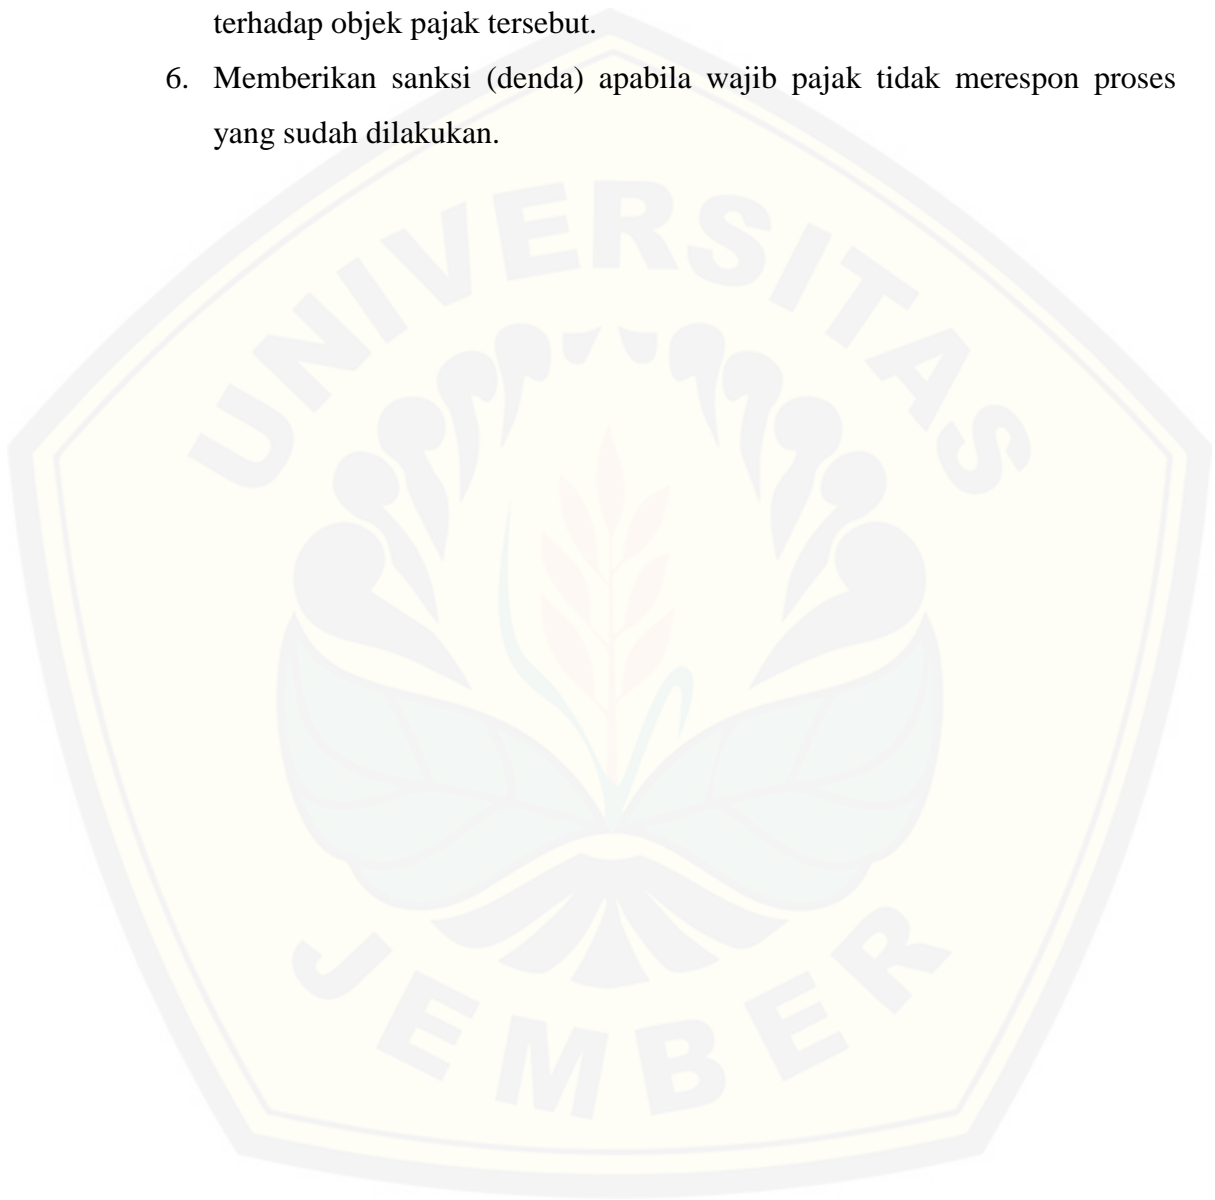 terhadap objek pajak tersebut.
6. Memberikan sanksi (denda) apabila wajib pajak tidak merespon proses
yang sudah dilakukan.
UNIVERSITAS
JEMBER